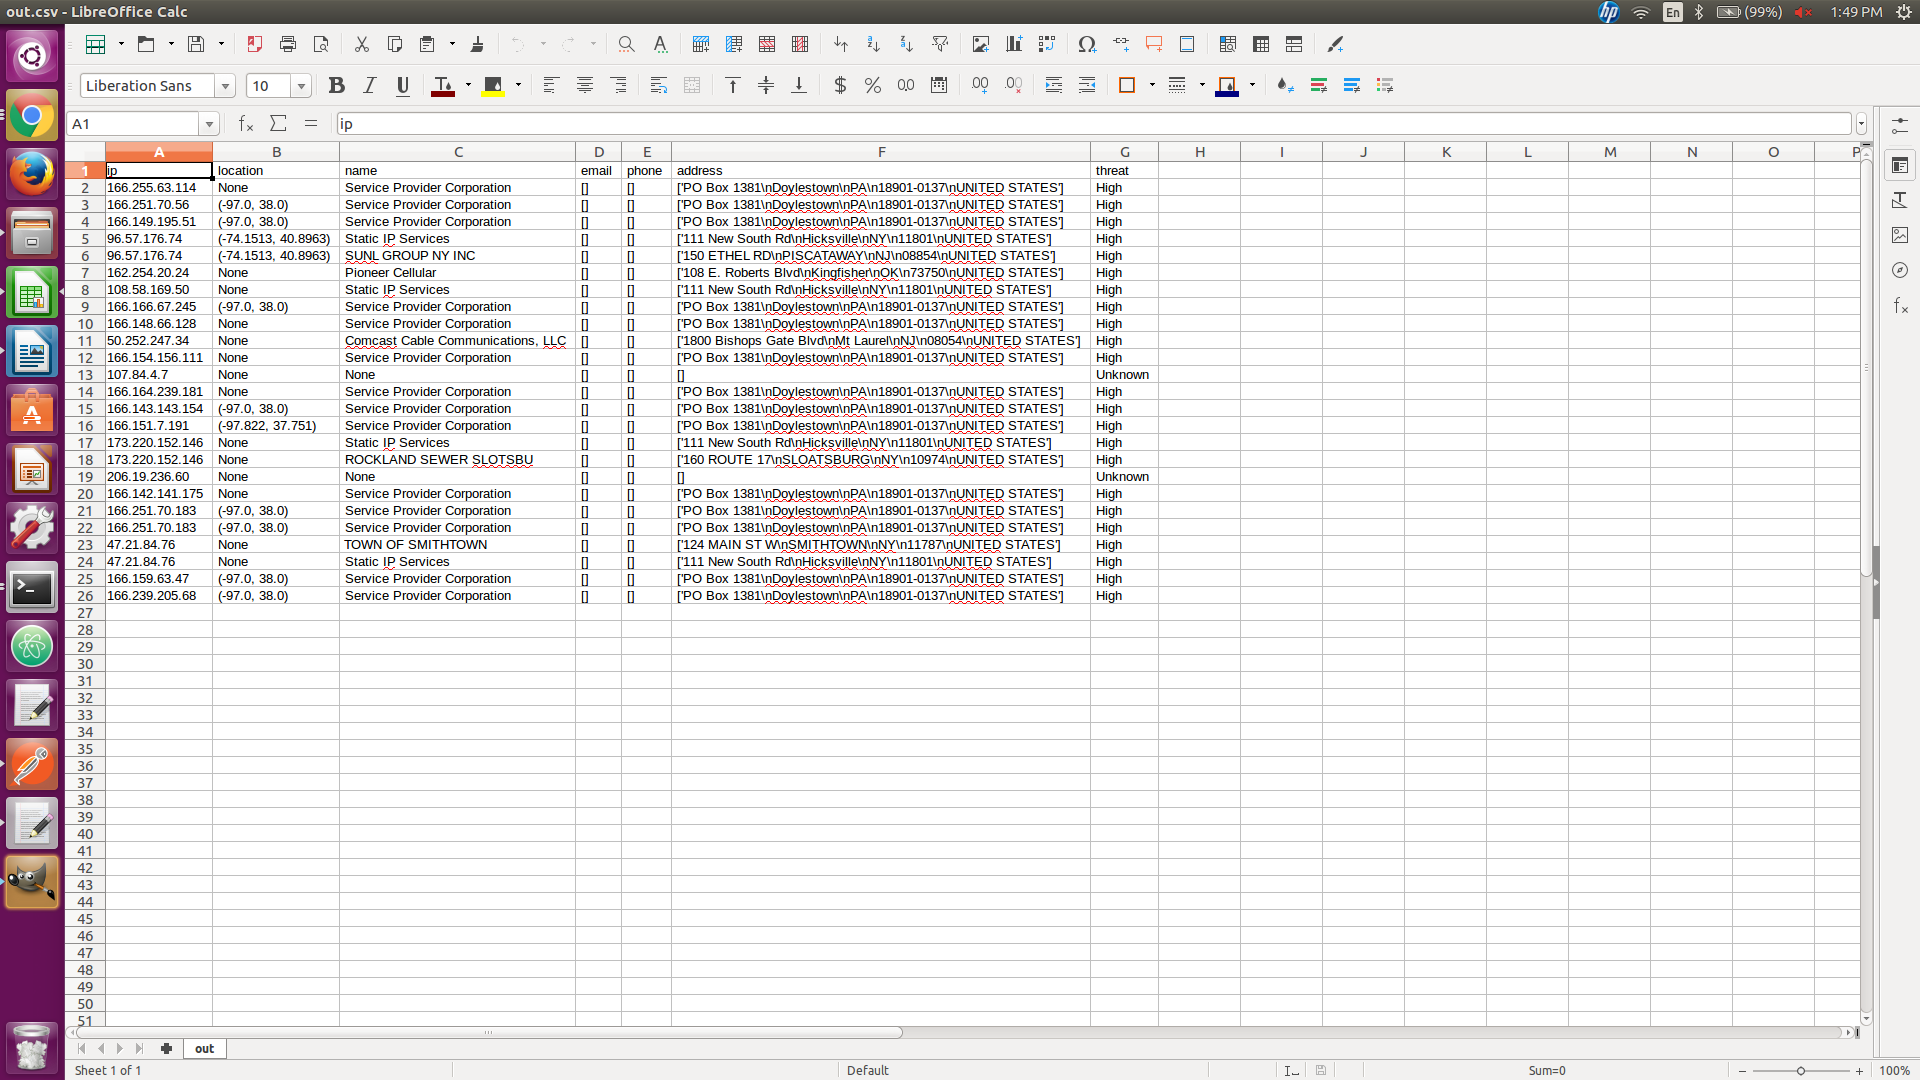 out.csv - LibreOffice Calc
En (99%) 1:49 PM
Liberation Sans 10
A1 ip
A B C D E F G H I J K L M N O P
1 ip location name email phone address threat
2 166.255.63.114 None Service Provider Corporation [] [] ['PO Box 1381\nDoylestown\nPA\n18901-0137\nUNITED STATES'] High
3 166.251.70.56 (-97.0, 38.0) Service Provider Corporation [] [] ['PO Box 1381\nDoylestown\nPA\n18901-0137\nUNITED STATES'] High
4 166.149.195.51 (-97.0, 38.0) Service Provider Corporation [] [] ['PO Box 1381\nDoylestown\nPA\n18901-0137\nUNITED STATES'] High
5 96.57.176.74 (-74.1513, 40.8963) Static IP Services [] [] ['111 New South Rd\nHicksville\nNY\n11801\nUNITED STATES'] High
6 96.57.176.74 (-74.1513, 40.8963) SUNL GROUP NY INC [] [] ['150 ETHEL RD\nPISCATAWAY\nNJ\n08854\nUNITED STATES'] High
7 162.254.20.24 None Pioneer Cellular [] [] ['108 E. Roberts Blvd\nKingfisher\nOK\n73750\nUNITED STATES'] High
8 108.58.169.50 None Static IP Services [] [] ['111 New South Rd\nHicksville\nNY\n11801\nUNITED STATES'] High
9 166.166.67.245 (-97.0, 38.0) Service Provider Corporation [] [] ['PO Box 1381\nDoylestown\nPA\n18901-0137\nUNITED STATES'] High
10 166.148.66.128 None Service Provider Corporation [] [] ['PO Box 1381\nDoylestown\nPA\n18901-0137\nUNITED STATES'] High
11 50.252.247.34 None Comcast Cable Communications, LLC [] [] ['1800 Bishops Gate Blvd\nMt Laurel\nNJ\n08054\nUNITED STATES'] High
12 166.154.156.111 None Service Provider Corporation [] [] ['PO Box 1381\nDoylestown\nPA\n18901-0137\nUNITED STATES'] High
13 107.84.4.7 None None [] [] [] Unknown
14 166.164.239.181 None Service Provider Corporation [] [] ['PO Box 1381\nDoylestown\nPA\n18901-0137\nUNITED STATES'] High
15 166.143.143.154 (-97.0, 38.0) Service Provider Corporation [] [] ['PO Box 1381\nDoylestown\nPA\n18901-0137\nUNITED STATES'] High
16 166.151.7.191 (-97.822, 37.751) Service Provider Corporation [] [] ['PO Box 1381\nDoylestown\nPA\n18901-0137\nUNITED STATES'] High
17 173.220.152.146 None Static IP Services [] [] ['111 New South Rd\nHicksville\nNY\n11801\nUNITED STATES'] High
18 173.220.152.146 None ROCKLAND SEWER SLOTSBU [] [] ['160 ROUTE 17\nSLOATSBURG\nNY\n10974\nUNITED STATES'] High
19 206.19.236.60 None None [] [] [] Unknown
20 166.142.141.175 None Service Provider Corporation [] [] ['PO Box 1381\nDoylestown\nPA\n18901-0137\nUNITED STATES'] High
21 166.251.70.183 (-97.0, 38.0) Service Provider Corporation [] [] ['PO Box 1381\nDoylestown\nPA\n18901-0137\nUNITED STATES'] High
22 166.251.70.183 (-97.0, 38.0) Service Provider Corporation [] [] ['PO Box 1381\nDoylestown\nPA\n18901-0137\nUNITED STATES'] High
23 47.21.84.76 None TOWN OF SMITHTOWN [] [] ['124 MAIN ST W\nSMITHTOWN\nNY\n11787\nUNITED STATES'] High
24 47.21.84.76 None Static IP Services [] [] ['111 New South Rd\nHicksville\nNY\n11801\nUNITED STATES'] High
25 166.159.63.47 (-97.0, 38.0) Service Provider Corporation [] [] ['PO Box 1381\nDoylestown\nPA\n18901-0137\nUNITED STATES'] High
26 166.239.205.68 (-97.0, 38.0) Service Provider Corporation [] [] ['PO Box 1381\nDoylestown\nPA\n18901-0137\nUNITED STATES'] High
27
28
29
30
31
32
33
34
35
36
37
38
39
40
41
42
43
44
45
46
47
48
49
50
51
out
Sheet 1 of 1 Default Sum=0 100%